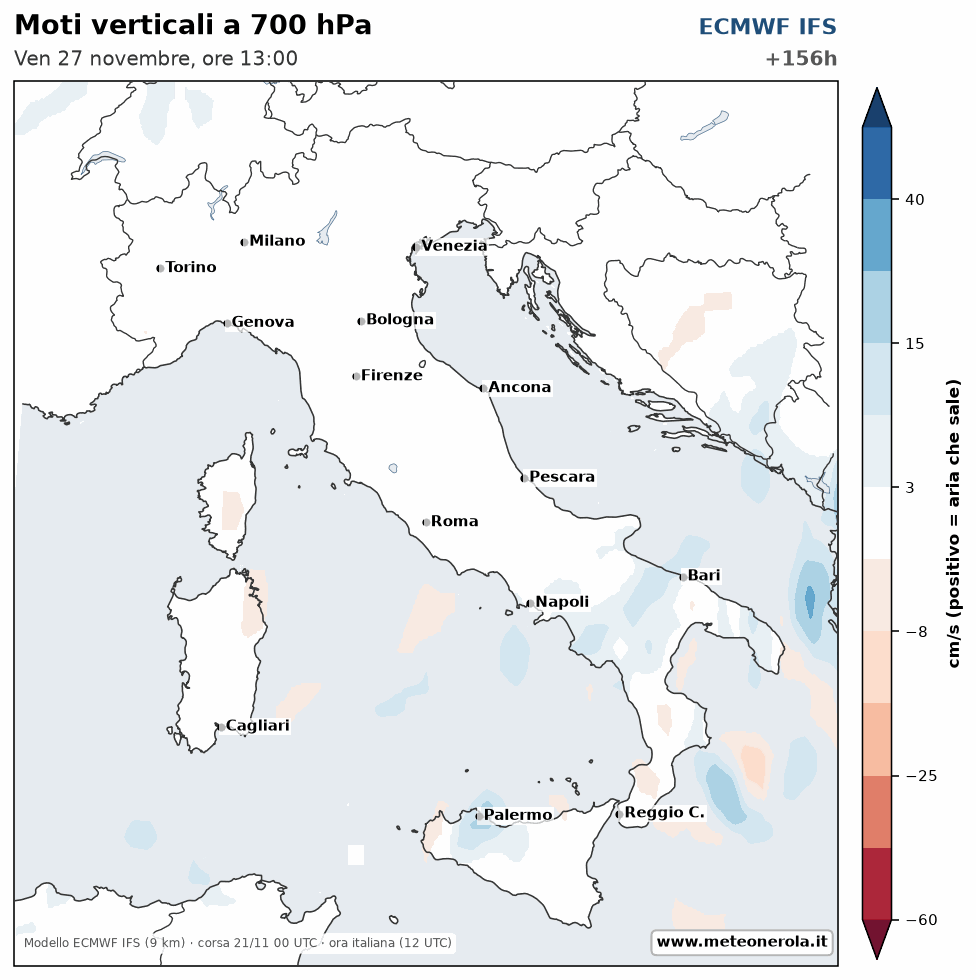 Moti verticali a 700 hPa
ECMWF IFS
Ven 27 novembre, ore 13:00
+156h
Milano
Venezia
Torino
Genova
Bologna
Firenze
Ancona
Pescara
Roma
Bari
Napoli
Cagliari
Palermo
Reggio C.
40
15
3
−8
−25
−60
cm/s (positivo = aria che sale)
Modello ECMWF IFS (9 km) · corsa 21/11 00 UTC · ora italiana (12 UTC)
www.meteonerola.it